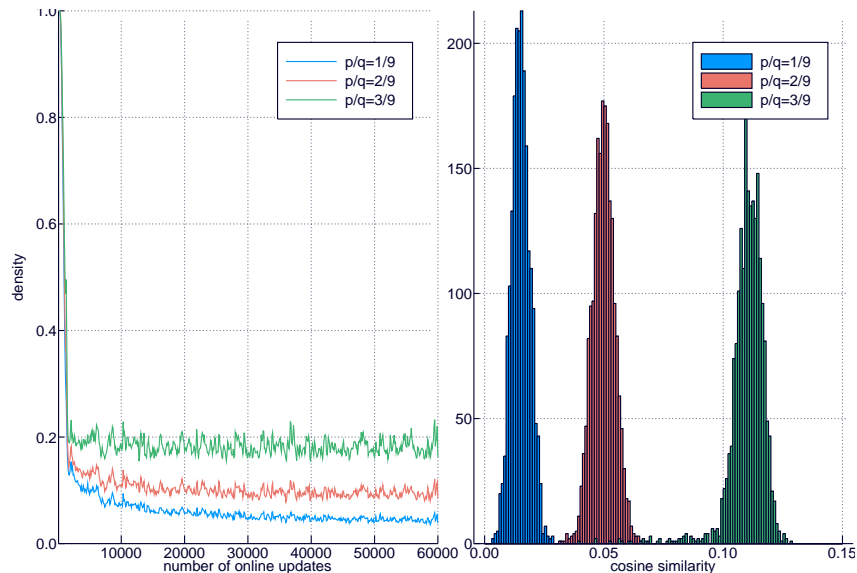 1.0
0.8
0.6
0.4
0.2
0.0
density
10000 20000 30000 40000 50000 60000
number of online updates
p/q=1/9
p/q=2/9
p/q=3/9
200
150
100
50
0
0.00 0.05 0.10 0.15
cosine similarity
p/q=1/9
p/q=2/9
p/q=3/9